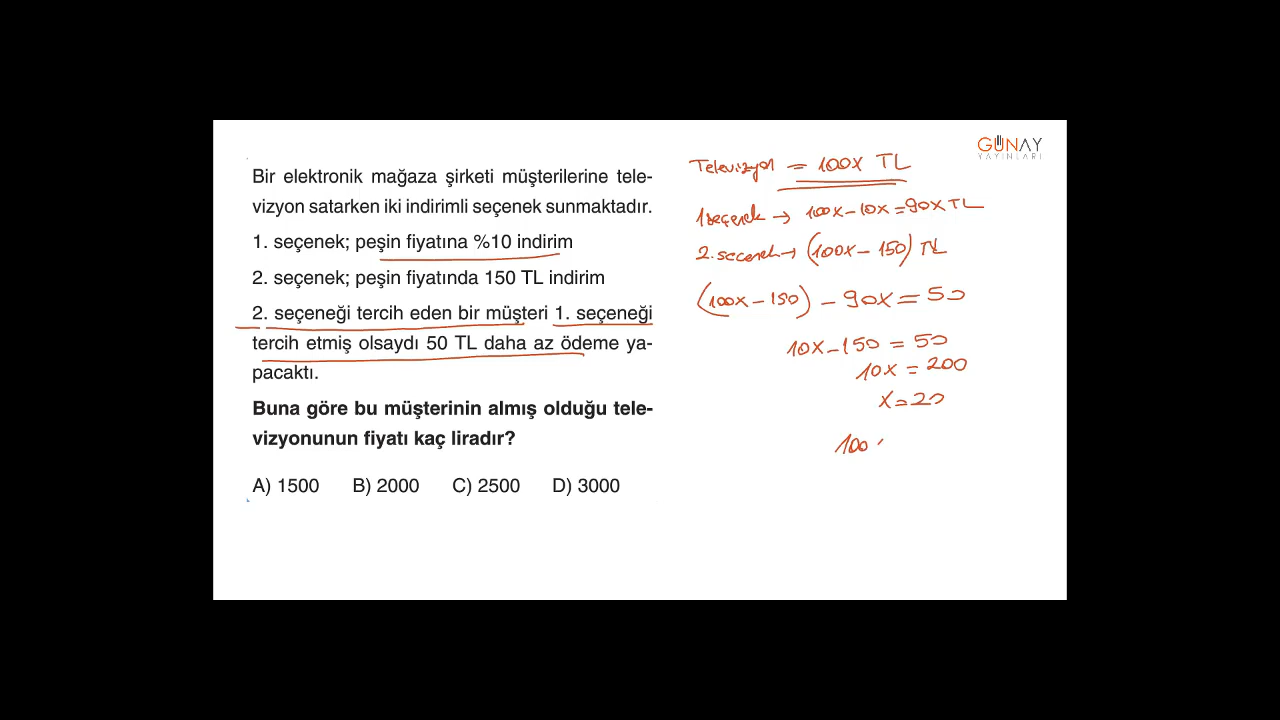 GÜNAY
YAYINLARI
Bir elektronik mağaza şirketi müşterilerine tele-
vizyon satarken iki indirimli seçenek sunmaktadır.
1. seçenek; peşin fiyatına %10 indirim
2. seçenek; peşin fiyatında 150 TL indirim
2. seçeneği tercih eden bir müşteri 1. seçeneği
tercih etmiş olsaydı 50 TL daha az ödeme ya-
pacaktı.
Buna göre bu müşterinin almış olduğu tele-
vizyonunun fiyatı kaç liradır?
A) 1500 B) 2000 C) 2500 D) 3000
Televizyon = 100x TL
1seçenek → 100x - 10x = 90x TL
2. seçenek → (100x - 150) TL
(100x - 150) - 90x = 50
10x - 150 = 50
10x = 200
x = 20
100